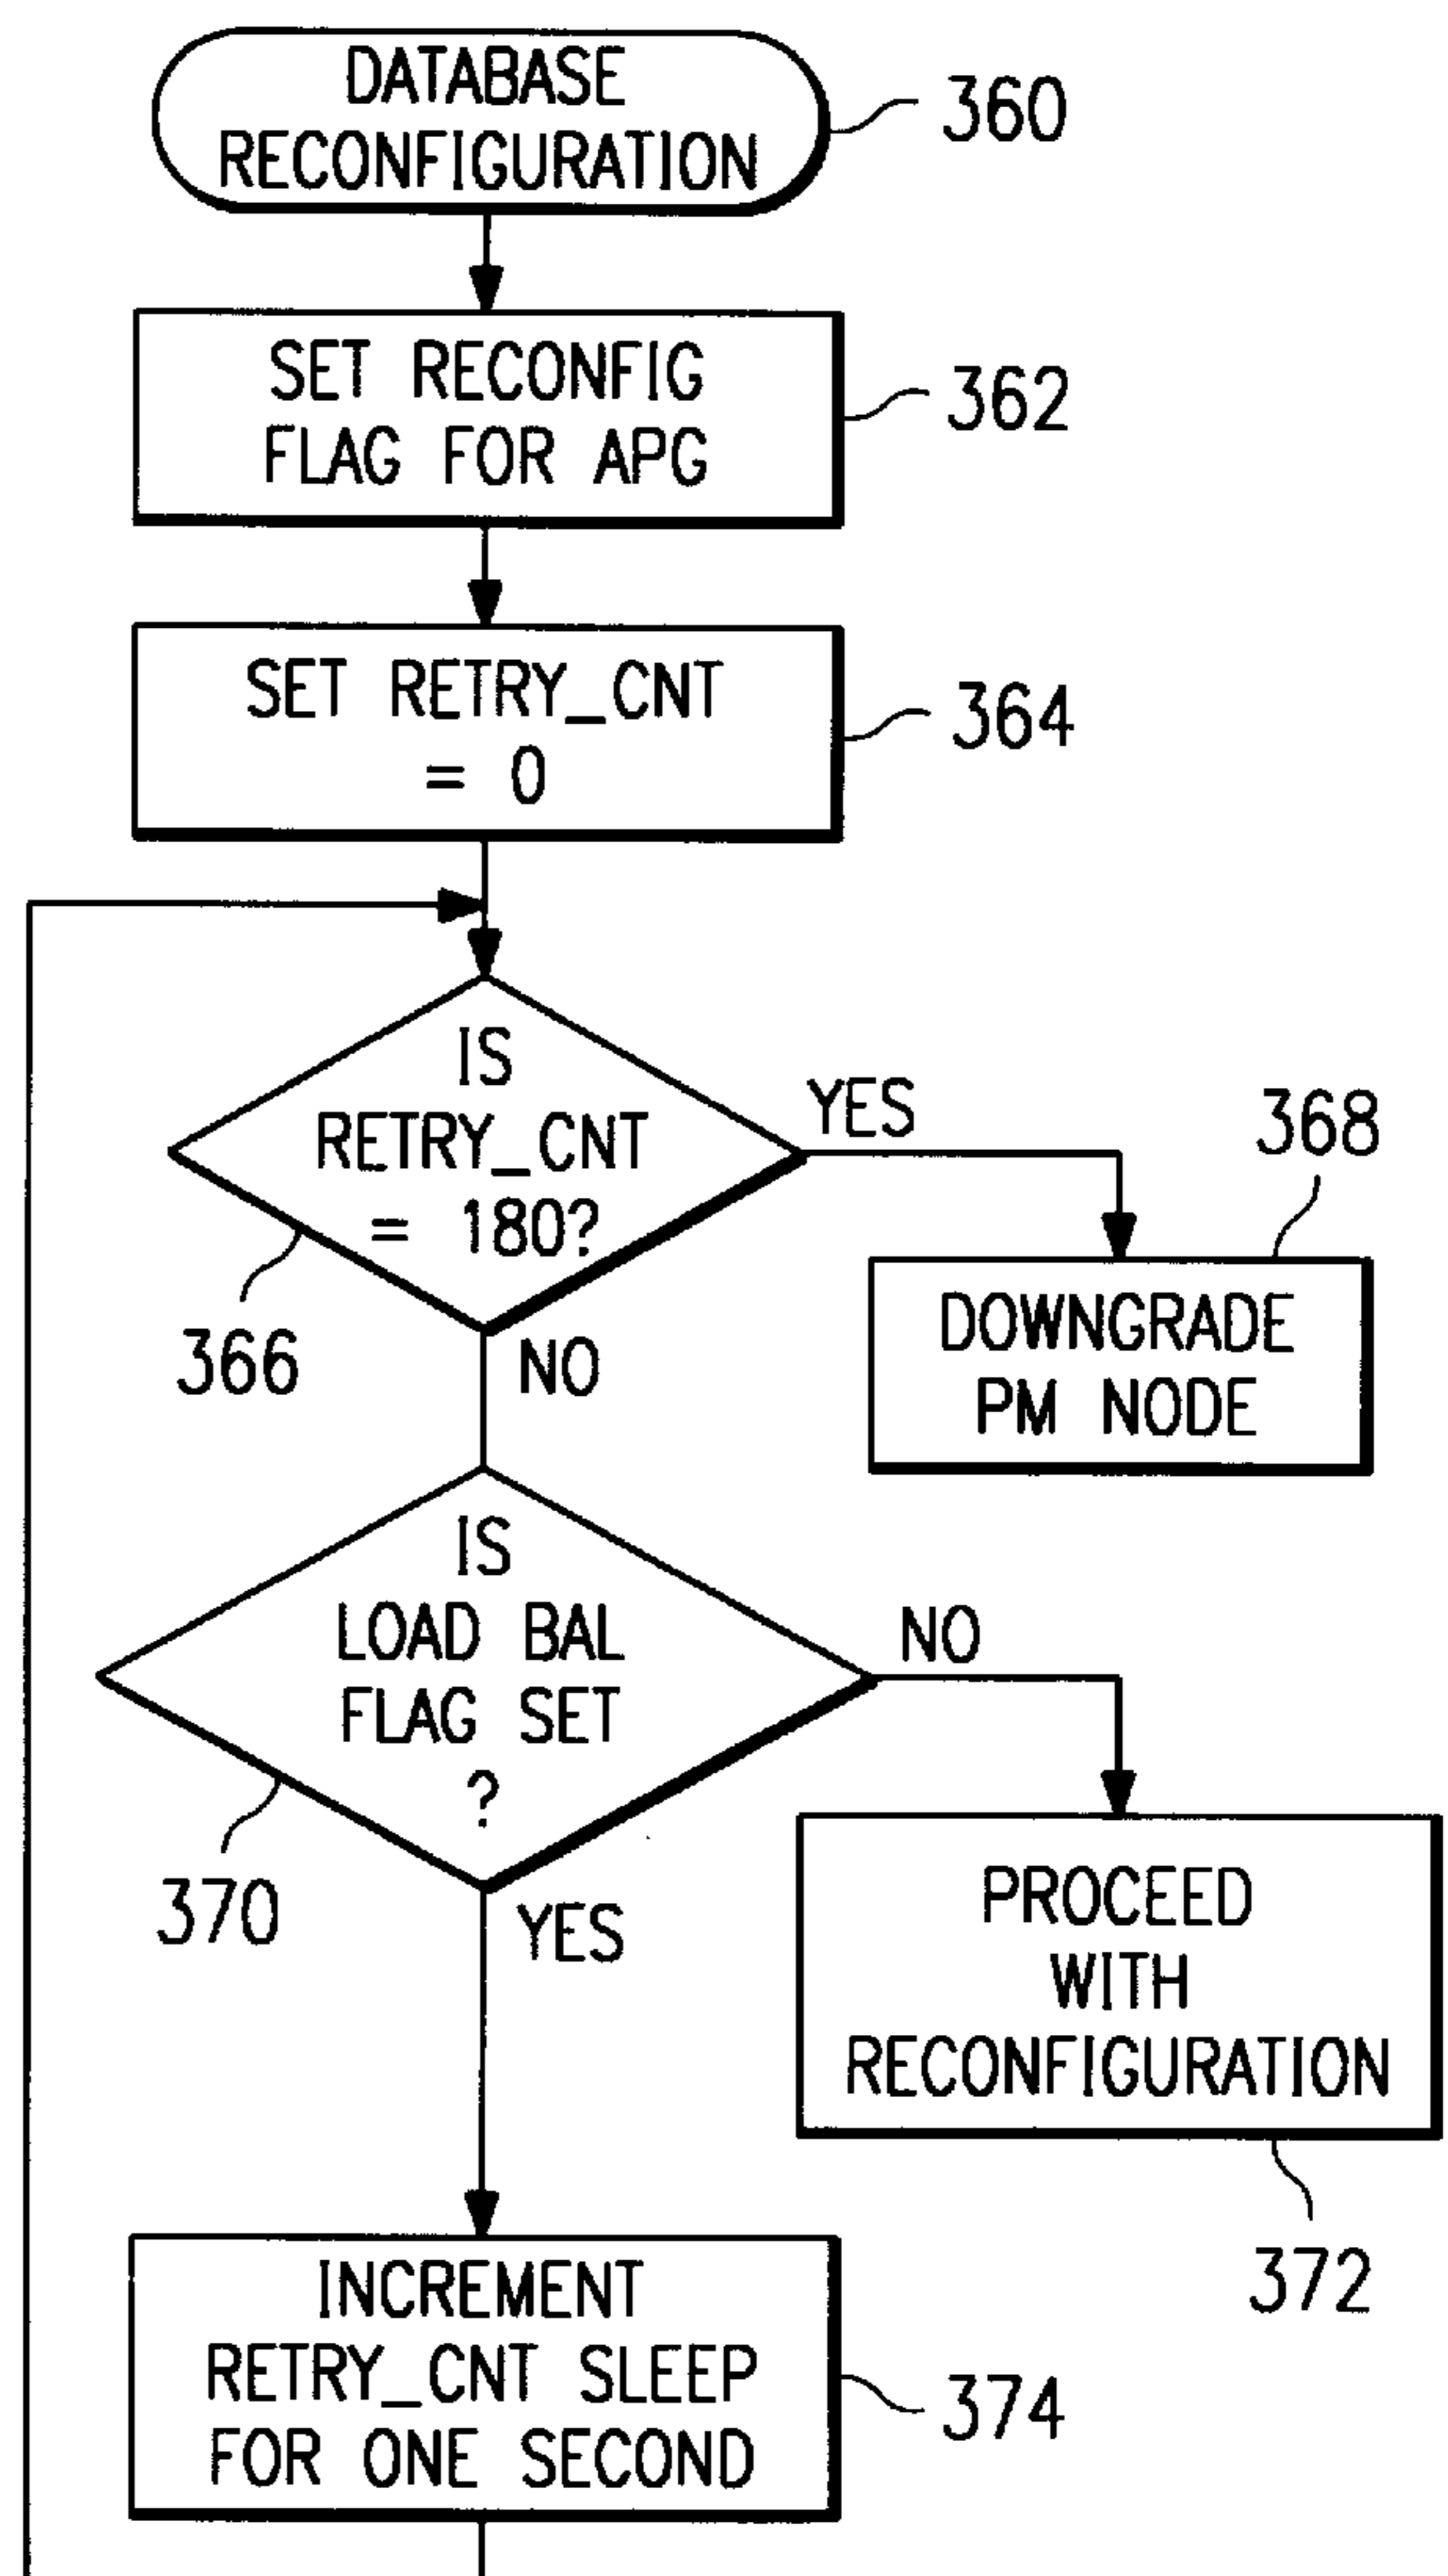 DATABASE
RECONFIGURATION
360
SET RECONFIG
FLAG FOR APG
362
SET RETRY_CNT
= 0
364
IS
RETRY_CNT
= 180?
YES
368
366
NO
DOWNGRADE
PM NODE
IS
LOAD BAL
FLAG SET
?
NO
370
YES
PROCEED
WITH
RECONFIGURATION
372
INCREMENT
RETRY_CNT SLEEP
FOR ONE SECOND
374